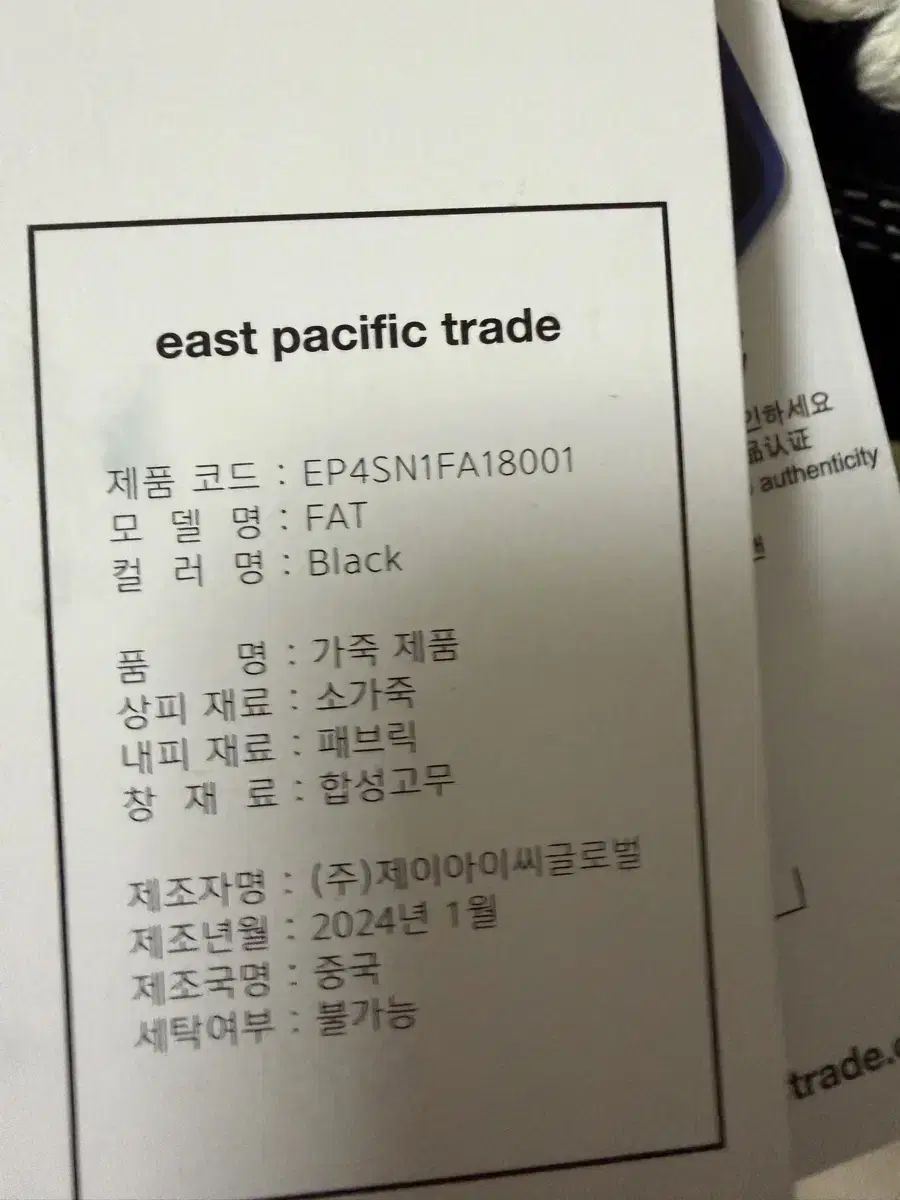 east pacific trade
제품 코드 : EP4SN1FA18001
모 델 명 : FAT
컬 러 명 : Black
품 명 : 가죽 제품
상피 재료 : 소가죽
내피 재료 : 패브릭
창 재 료 : 합성고무
제조자명 : (주)제이아이씨글로벌
제조년월 : 2024년 1월
제조국명 : 중국
세탁여부 : 불가능
인하세요
品认证
authenticity
trade.